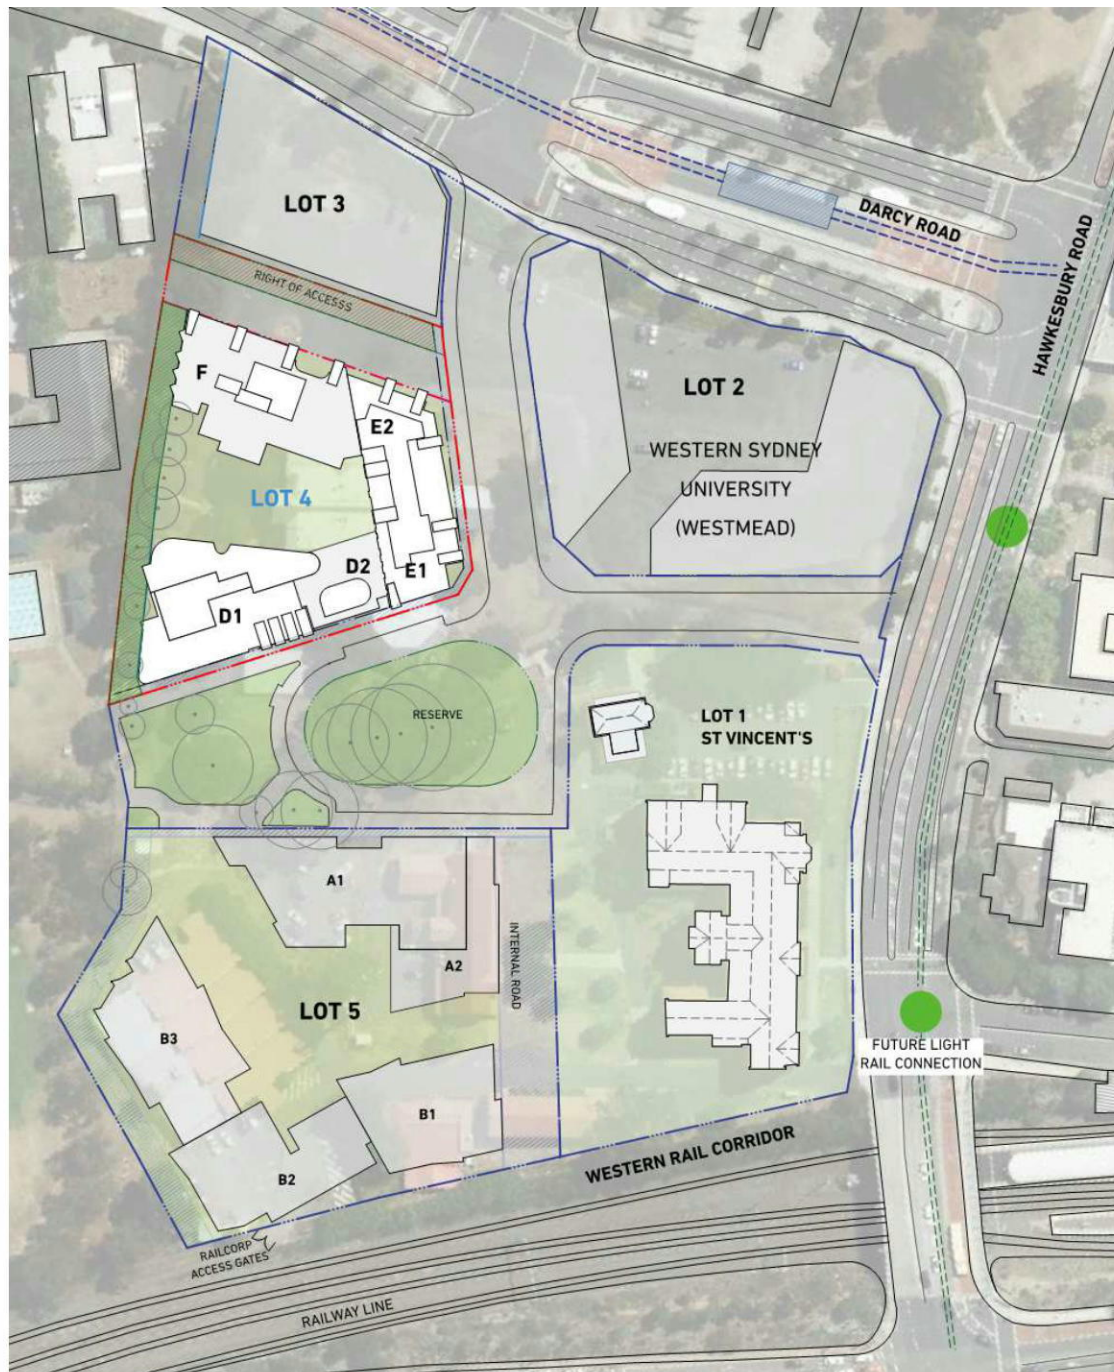 LOT 3
DARCY ROAD
HAWKESBURY ROAD
RIGHT OF ACCESSS
F
E2
LOT 2
WESTERN SYDNEY
UNIVERSITY
(WESTMEAD)
LOT 4
D2
E1
D1
RESERVE
LOT 1
ST VINCENT'S
A1
A2
INTERNAL ROAD
LOT 5
B3
B1
B2
FUTURE LIGHT
RAIL CONNECTION
WESTERN RAIL CORRIDOR
RAILCORP
ACCESS GATES
RAILWAY LINE